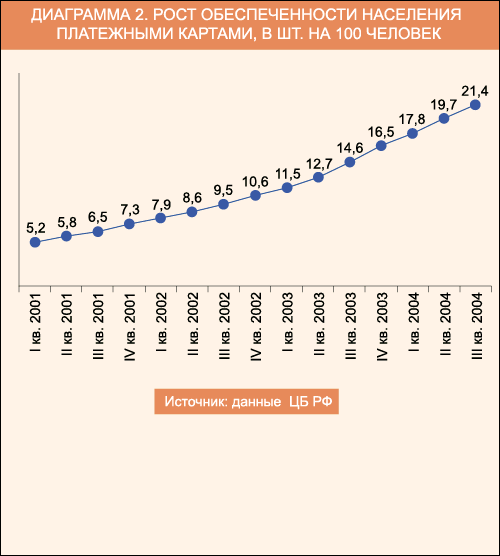 ДИАГРАММА 2. РОСТ ОБЕСПЕЧЕННОСТИ НАСЕЛЕНИЯ
ПЛАТЕЖНЫМИ КАРТАМИ, В ШТ. НА 100 ЧЕЛОВЕК
5,2
5,8
6,5
7,3
7,9
8,6
9,5
10,6
11,5
12,7
14,6
16,5
17,8
19,7
21,4
I кв. 2001
II кв. 2001
III кв. 2001
IV кв. 2001
I кв. 2002
II кв. 2002
III кв. 2002
IV кв. 2002
I кв. 2003
II кв. 2003
III кв. 2003
IV кв. 2003
I кв. 2004
II кв. 2004
III кв. 2004
Источник: данные ЦБ РФ